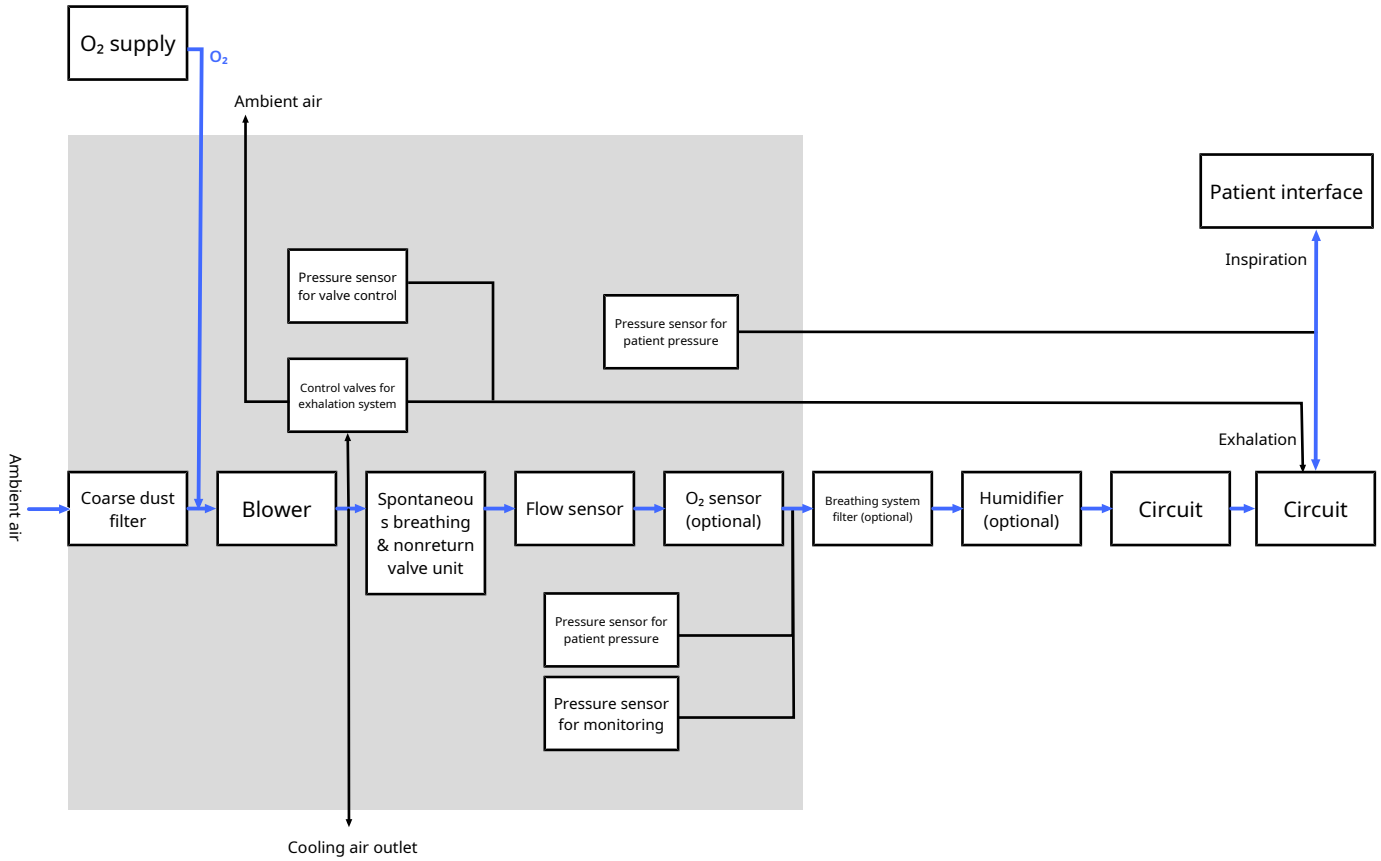 O₂ supply
O₂
Ambient air
Patient interface
Inspiration
Pressure sensor
for valve control
Pressure sensor for
patient pressure
Control valves for
exhalation system
Exhalation
Ambient air
Coarse dust
filter
Blower
Spontaneou
s breathing
& nonreturn
valve unit
Flow sensor
O₂ sensor
(optional)
Breathing system
filter (optional)
Humidifier
(optional)
Circuit
Circuit
Pressure sensor for
patient pressure
Pressure sensor
for monitoring
Cooling air outlet